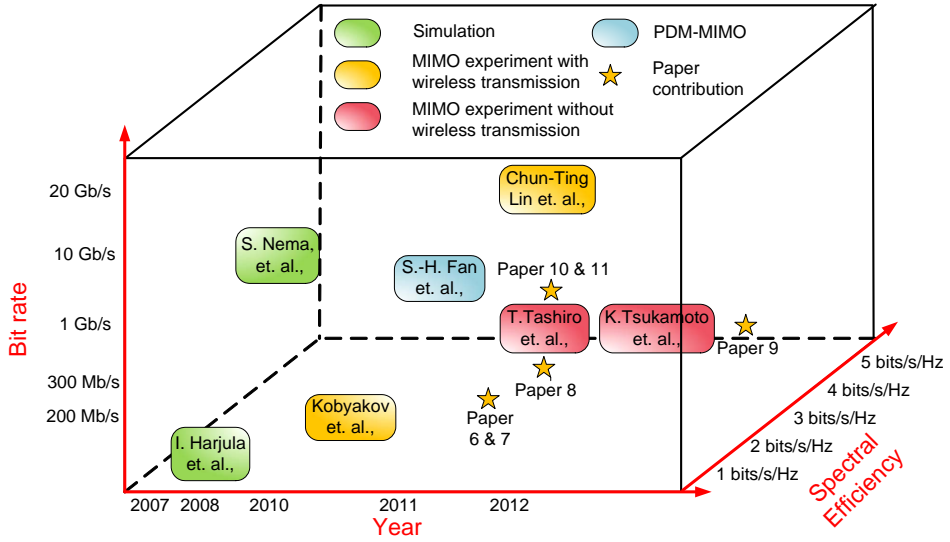 Simulation
MIMO experiment with
wireless transmission
MIMO experiment without
wireless transmission
PDM-MIMO
Paper
contribution
Bit rate
20 Gb/s
10 Gb/s
1 Gb/s
300 Mb/s
200 Mb/s
Chun-Ting
Lin et. al.,
S. Nema,
et. al.,
S.-H. Fan
et. al.,
Paper 10 & 11
T.Tashiro
et. al.,
K.Tsukamoto
et. al.,
Paper 9
Paper 8
Kobyakov
et. al.,
Paper
6 & 7
I. Harjula
et. al.,
5 bits/s/Hz
4 bits/s/Hz
3 bits/s/Hz
2 bits/s/Hz
1 bits/s/Hz
Spectral
Efficiency
2007
2008
2010
2011
2012
Year